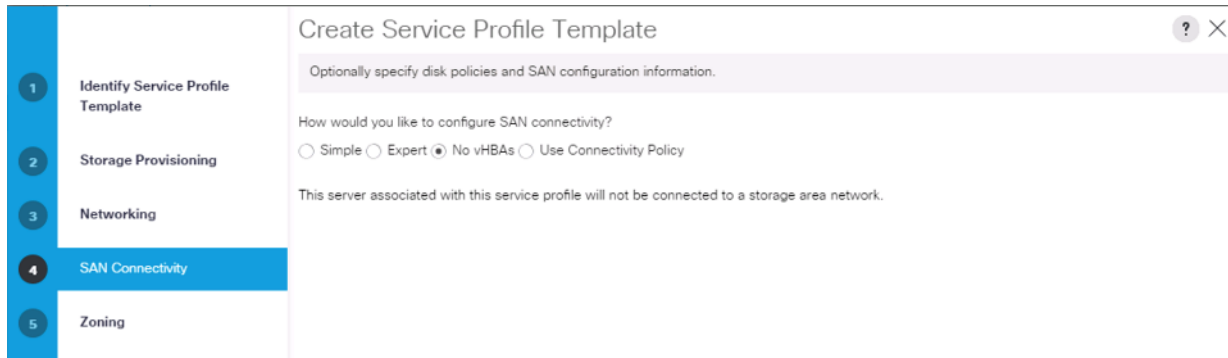 Create Service Profile Template
?
Optionally specify disk policies and SAN configuration information.
1
Identify Service Profile
Template
2
Storage Provisioning
3
Networking
4
SAN Connectivity
5
Zoning
How would you like to configure SAN connectivity?
Simple Expert No vHBAs Use Connectivity Policy
This server associated with this service profile will not be connected to a storage area network.